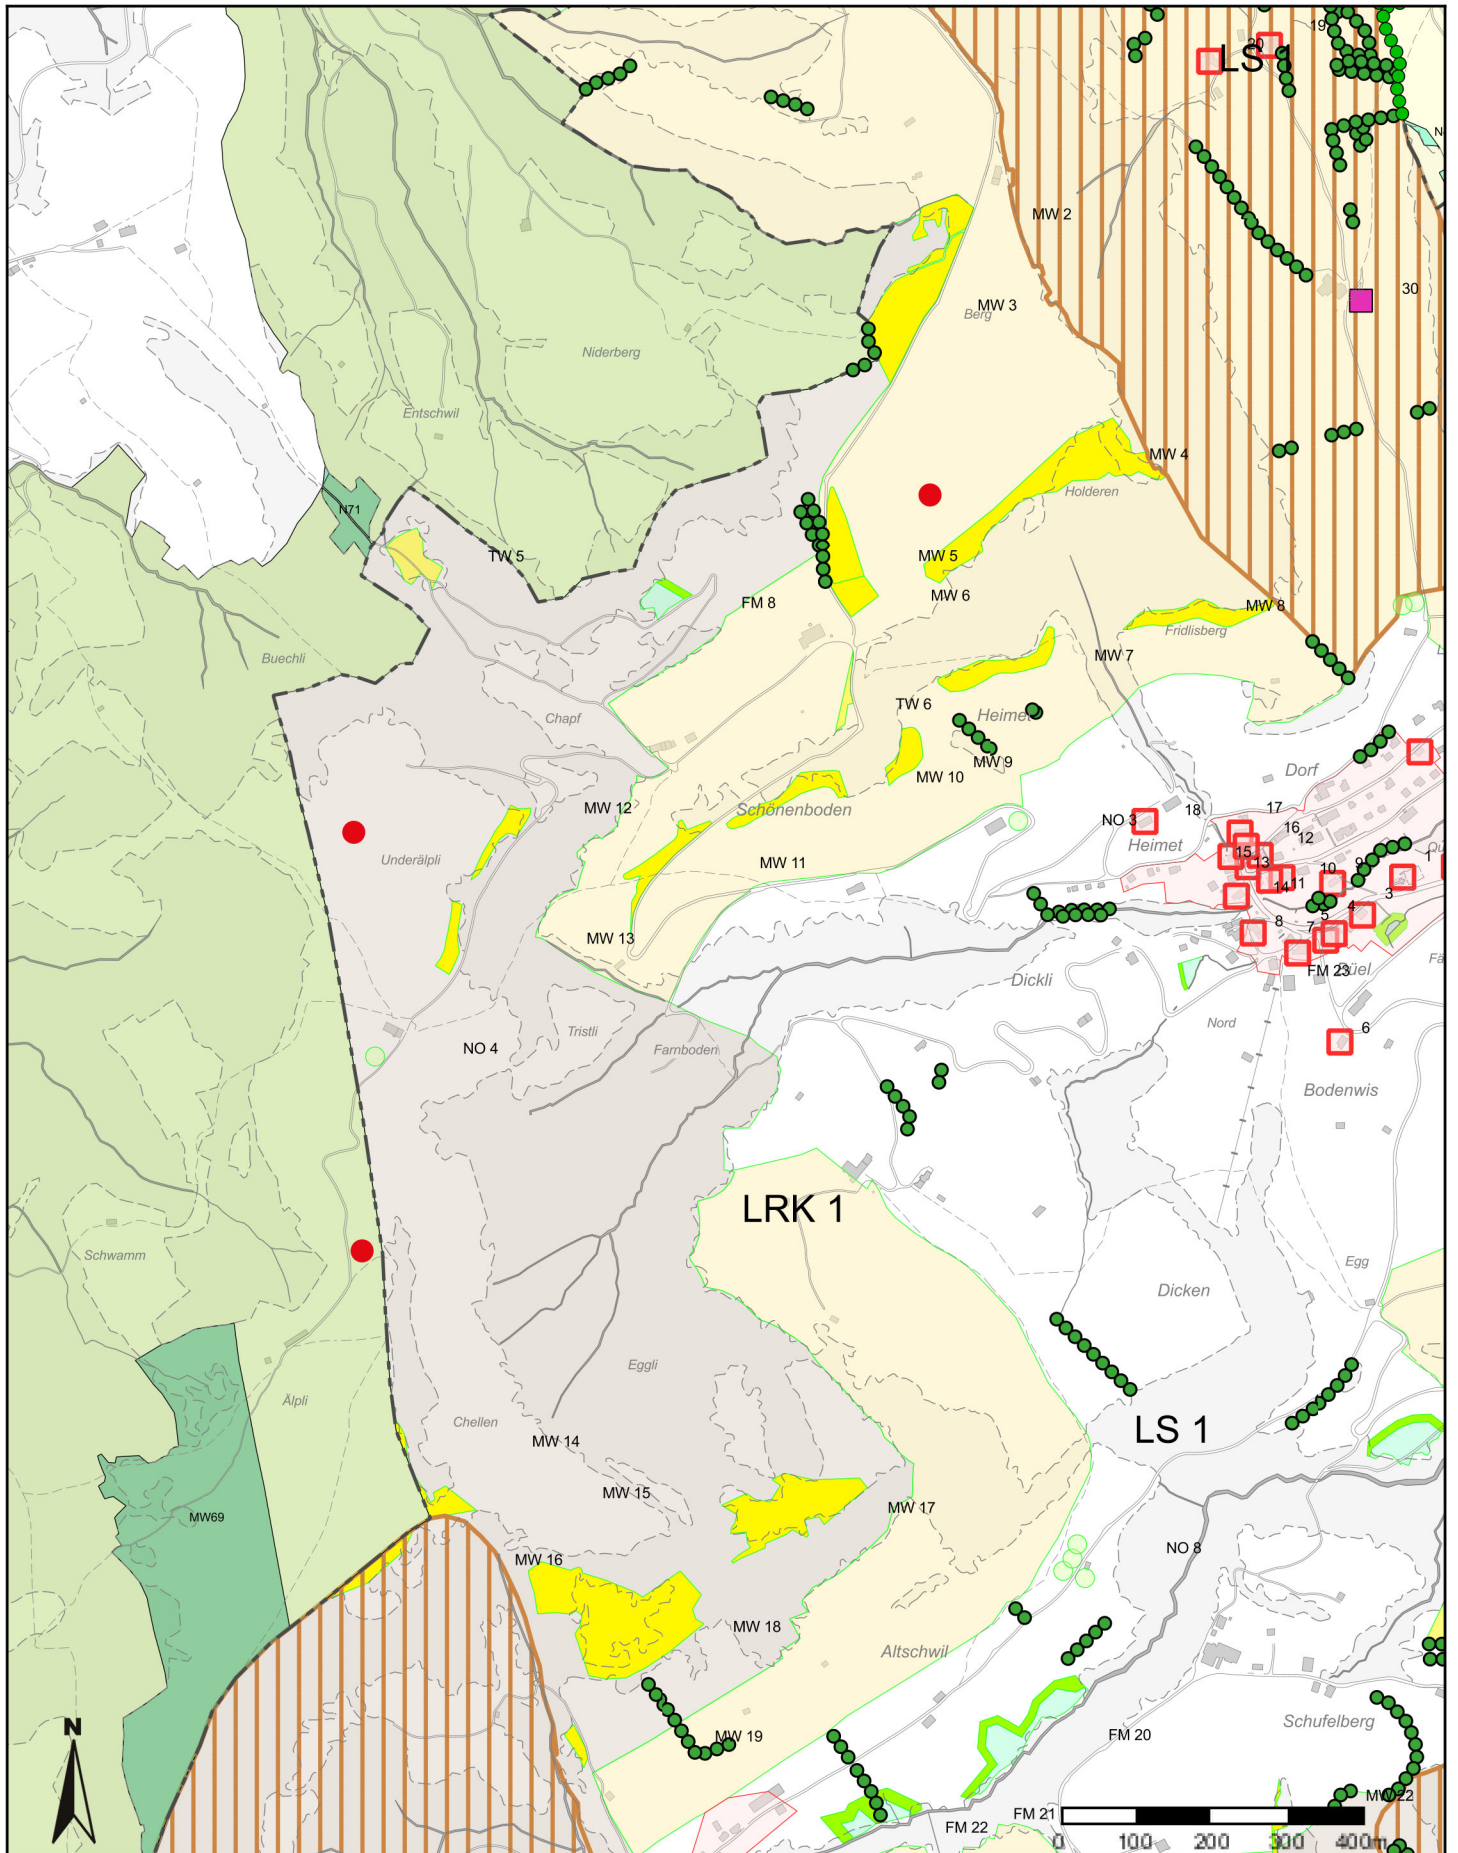 19
20
LS 1
N
MW 2
30
MW 3
Berg
Niderberg
Entschwil
MW 4
Holderen
N71
TW 5
MW 5
MW 6
FM 8
MW 8
Fridlisberg
Buechli
MW 7
TW 6
Heimet
Chapf
MW 9
MW 10
Dorf
MW 12
Schönenboden
18
17
NO 3
16
12
Heimet
Underälpli
15
13
MW 11
10
9
1
14
11
3
4
5
8
7
MW 13
FM 23
Büel
Dickli
Nord
6
Tristli
NO 4
Farnboden
Bodenwis
LRK 1
Schwamm
Egg
Dicken
Eggli
Älpli
Chellen
LS 1
MW 14
MW 15
MW 17
MW69
NO 8
MW 16
MW 18
Altschwil
N
Schufelberg
MW 19
FM 20
MW 22
FM 21
FM 22
0 100 200 300 400m